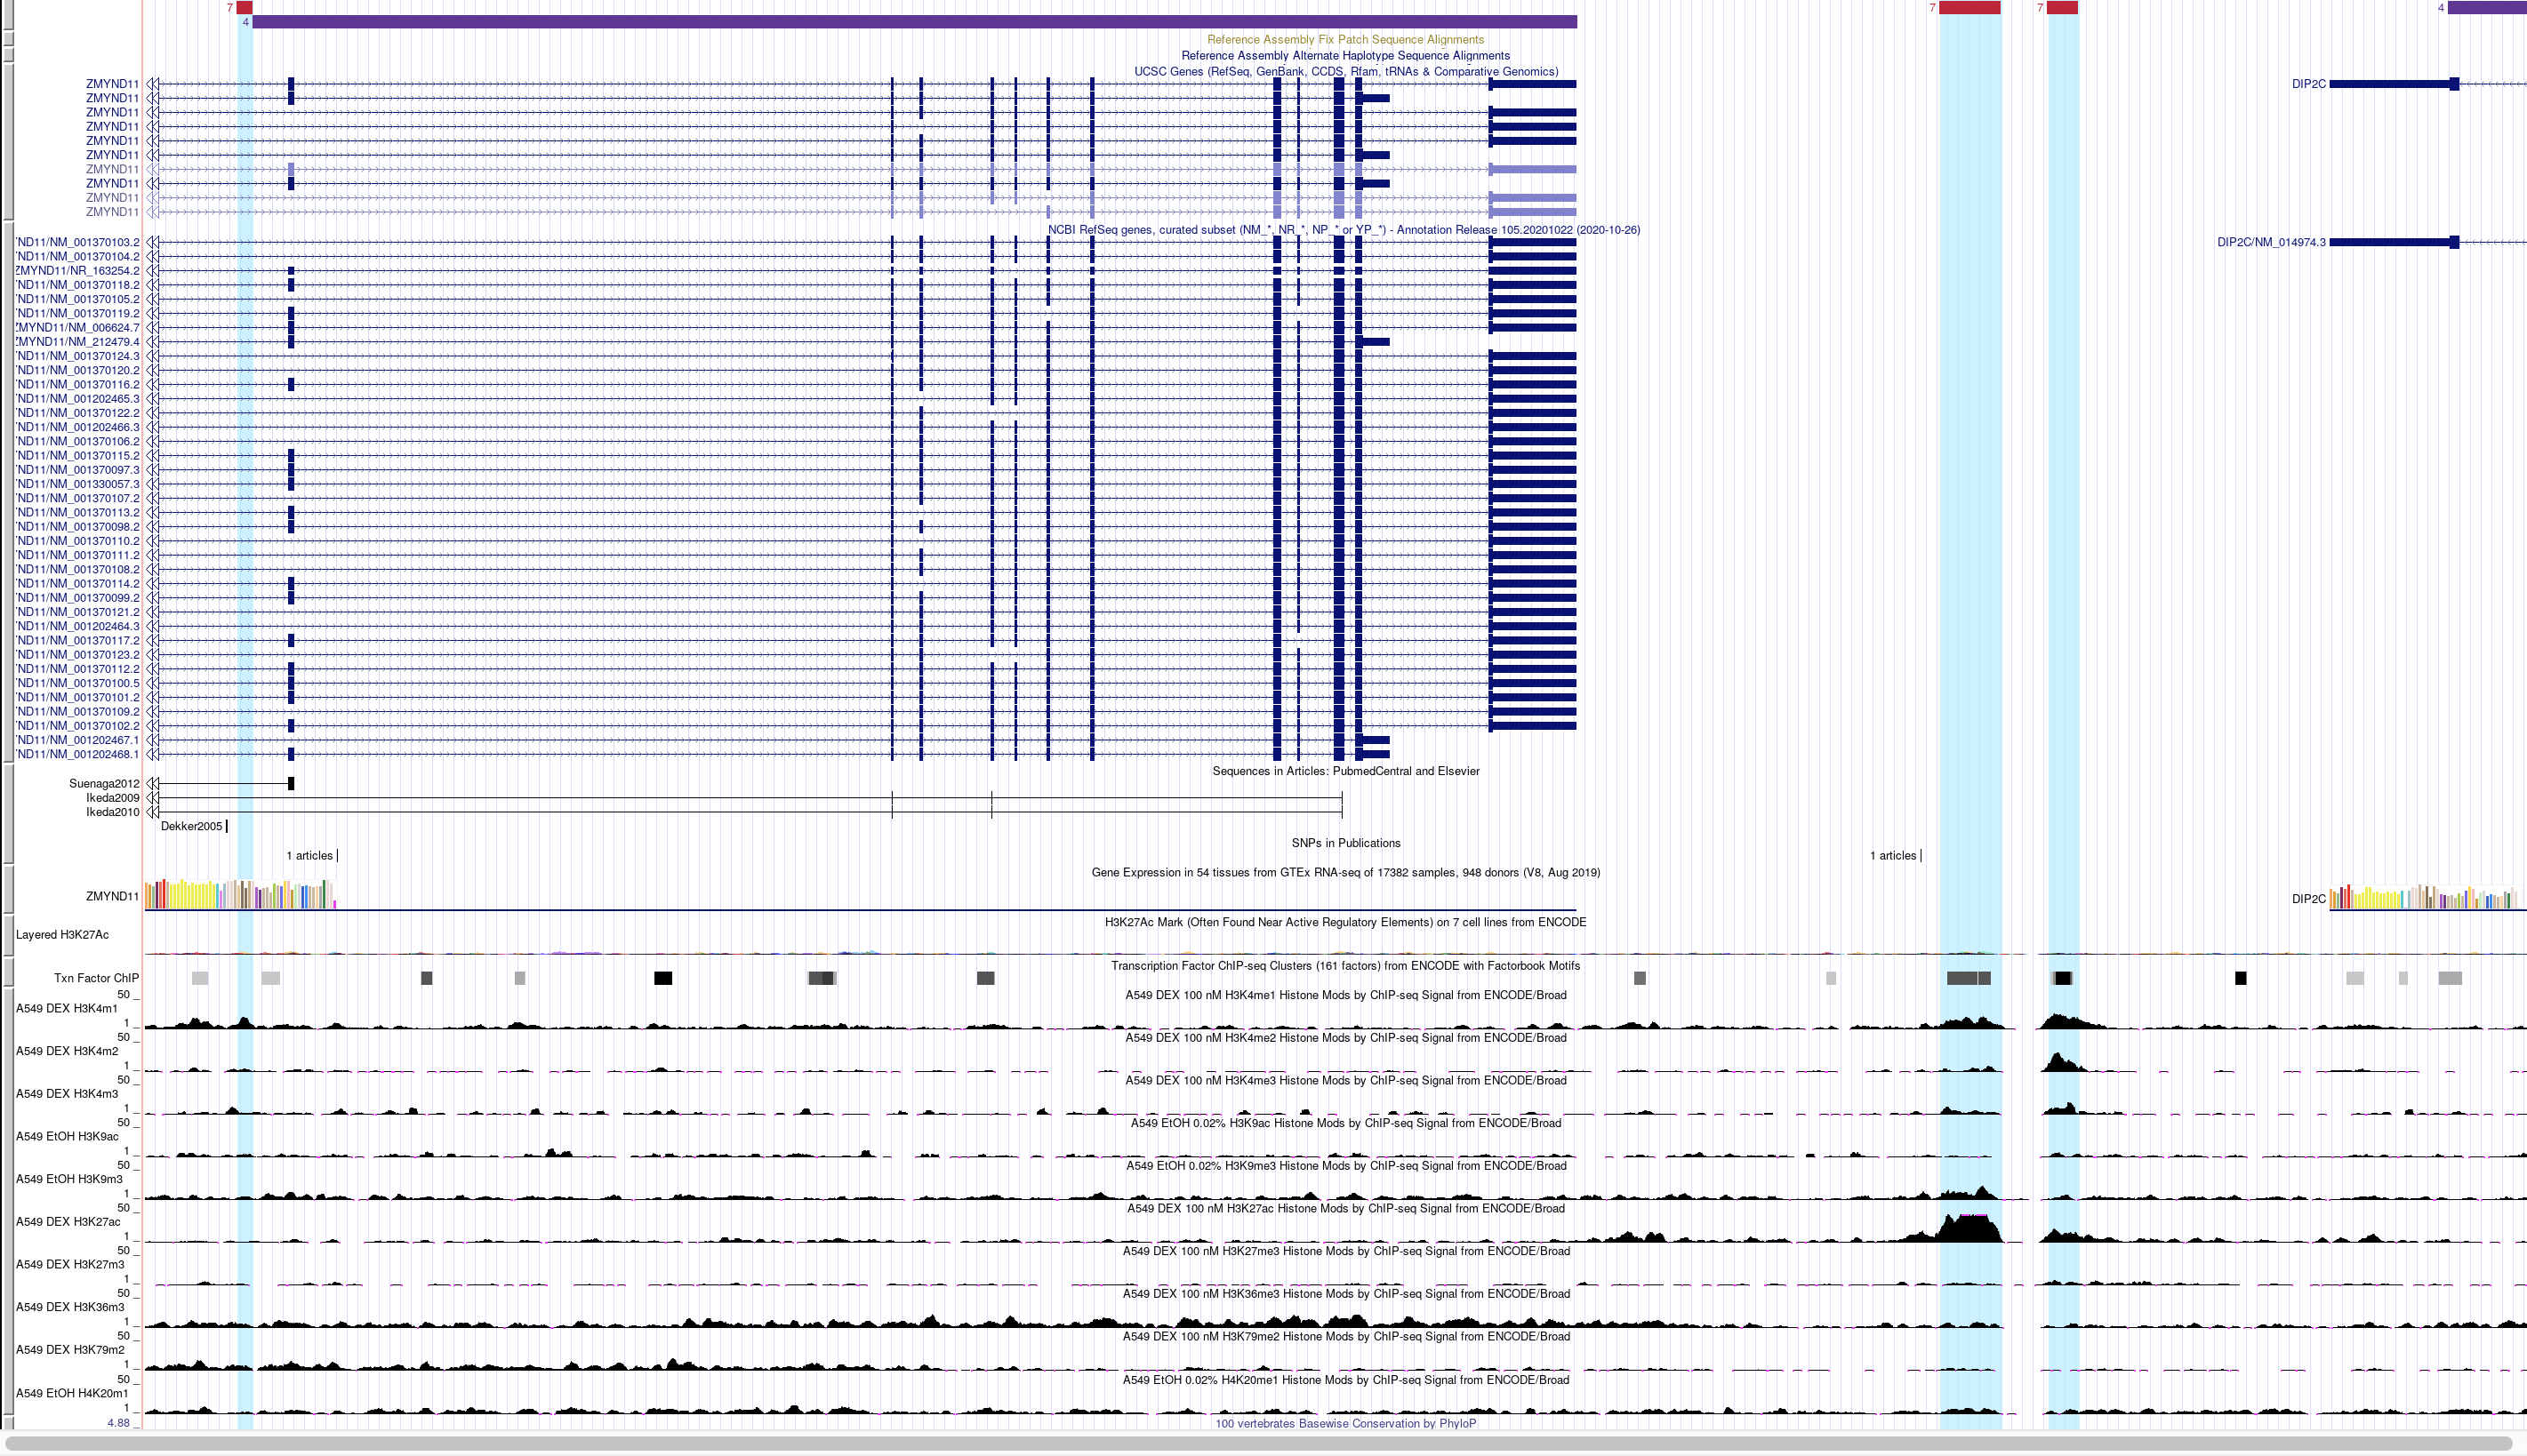 7 7 7
4 4
Reference Assembly Fix Patch Sequence Alignments
Reference Assembly Alternate Haplotype Sequence Alignments
UCSC Genes (RefSeq, GenBank, CCDS, Rfam, tRNAs & Comparative Genomics)
ZMYND11 DIP2C
ZMYND11
ZMYND11
ZMYND11
ZMYND11
ZMYND11
ZMYND11
ZMYND11
ZMYND11
ZMYND11
NCBI RefSeq genes, curated subset (NM_*, NR_*, NP_* or YP_*) - Annotation Release 105.20201022 (2020-10-26)
'ND11/NM_001370103.2 DIP2C/NM_014974.3
'ND11/NM_001370104.2
ZMYND11/NR_163254.2
'ND11/NM_001370118.2
'ND11/NM_001370105.2
'ND11/NM_001370119.2
ZMYND11/NM_006624.7
ZMYND11/NM_212479.4
'ND11/NM_001370124.3
'ND11/NM_001370120.2
'ND11/NM_001370116.2
'ND11/NM_001202465.3
'ND11/NM_001370122.2
'ND11/NM_001202466.3
'ND11/NM_001370106.2
'ND11/NM_001370115.2
'ND11/NM_001370097.3
'ND11/NM_001330057.3
'ND11/NM_001370107.2
'ND11/NM_001370113.2
'ND11/NM_001370098.2
'ND11/NM_001370110.2
'ND11/NM_001370111.2
'ND11/NM_001370108.2
'ND11/NM_001370114.2
'ND11/NM_001370099.2
'ND11/NM_001370121.2
'ND11/NM_001202464.3
'ND11/NM_001370117.2
'ND11/NM_001370123.2
'ND11/NM_001370112.2
'ND11/NM_001370100.5
'ND11/NM_001370101.2
'ND11/NM_001370109.2
'ND11/NM_001370102.2
'ND11/NM_001202467.1
'ND11/NM_001202468.1
Sequences in Articles: PubmedCentral and Elsevier
Suenaga2012
Ikeda2009
Ikeda2010
Dekker2005
SNPs in Publications
1 articles 1 articles
Gene Expression in 54 tissues from GTEx RNA-seq of 17382 samples, 948 donors (V8, Aug 2019)
ZMYND11 DIP2C
H3K27Ac Mark (Often Found Near Active Regulatory Elements) on 7 cell lines from ENCODE
Layered H3K27Ac
Transcription Factor ChIP-seq Clusters (161 factors) from ENCODE with Factorbook Motifs
Txn Factor ChIP
50 _ A549 DEX 100 nM H3K4me1 Histone Mods by ChIP-seq Signal from ENCODE/Broad
A549 DEX H3K4m1
1 _
50 _ A549 DEX 100 nM H3K4me2 Histone Mods by ChIP-seq Signal from ENCODE/Broad
A549 DEX H3K4m2
1 _
50 _ A549 DEX 100 nM H3K4me3 Histone Mods by ChIP-seq Signal from ENCODE/Broad
A549 DEX H3K4m3
1 _
50 _ A549 EtOH 0.02% H3K9ac Histone Mods by ChIP-seq Signal from ENCODE/Broad
A549 EtOH H3K9ac
1 _
50 _ A549 EtOH 0.02% H3K9me3 Histone Mods by ChIP-seq Signal from ENCODE/Broad
A549 EtOH H3K9m3
1 _
50 _ A549 DEX 100 nM H3K27ac Histone Mods by ChIP-seq Signal from ENCODE/Broad
A549 DEX H3K27ac
1 _
50 _ A549 DEX 100 nM H3K27me3 Histone Mods by ChIP-seq Signal from ENCODE/Broad
A549 DEX H3K27m3
1 _
50 _ A549 DEX 100 nM H3K36me3 Histone Mods by ChIP-seq Signal from ENCODE/Broad
A549 DEX H3K36m3
1 _
50 _ A549 DEX 100 nM H3K79me2 Histone Mods by ChIP-seq Signal from ENCODE/Broad
A549 DEX H3K79m2
1 _
50 _ A549 EtOH 0.02% H4K20me1 Histone Mods by ChIP-seq Signal from ENCODE/Broad
A549 EtOH H4K20m1
1 _
4.88 _ 100 vertebrates Basewise Conservation by PhyloP